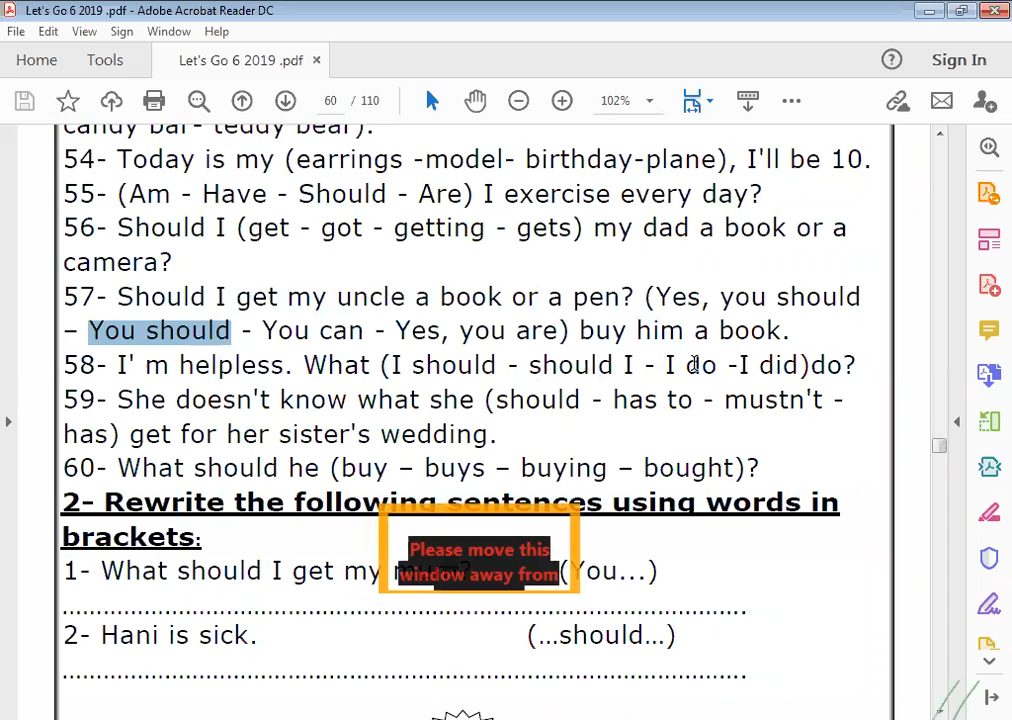 Let's Go 6 2019 .pdf - Adobe Acrobat Reader DC
File Edit View Sign Window Help
Home Tools Let's Go 6 2019 .pdf × Sign In
60 / 110 102%
candy bar- teddy bear).
54- Today is my (earrings -model- birthday-plane), I'll be 10.
55- (Am - Have - Should - Are) I exercise every day?
56- Should I (get - got - getting - gets) my dad a book or a
camera?
57- Should I get my uncle a book or a pen? (Yes, you should
– You should - You can - Yes, you are) buy him a book.
58- I' m helpless. What (I should - should I - I do -I did)do?
59- She doesn't know what she (should - has to - mustn't -
has) get for her sister's wedding.
60- What should he (buy – buys – buying – bought)?
2- Rewrite the following sentences using words in
brackets:
Please move this
window away from
1- What should I get my (You...)
2- Hani is sick. (...should...)